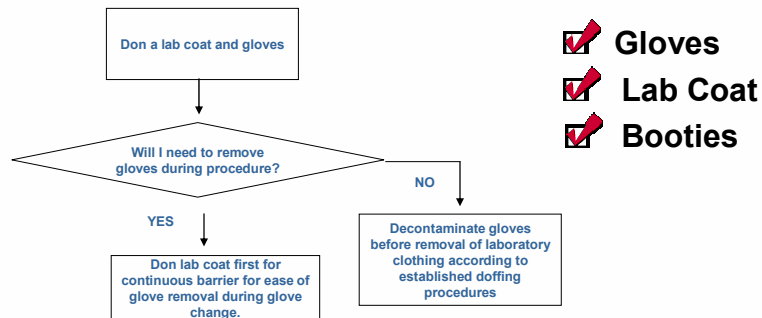 Don a lab coat and gloves
Gloves
Lab Coat
Booties
Will I need to remove
gloves during procedure?
NO
YES
Decontaminate gloves
before removal of laboratory
clothing according to
established doffing
procedures
Don lab coat first for
continuous barrier for ease of
glove removal during glove
change.